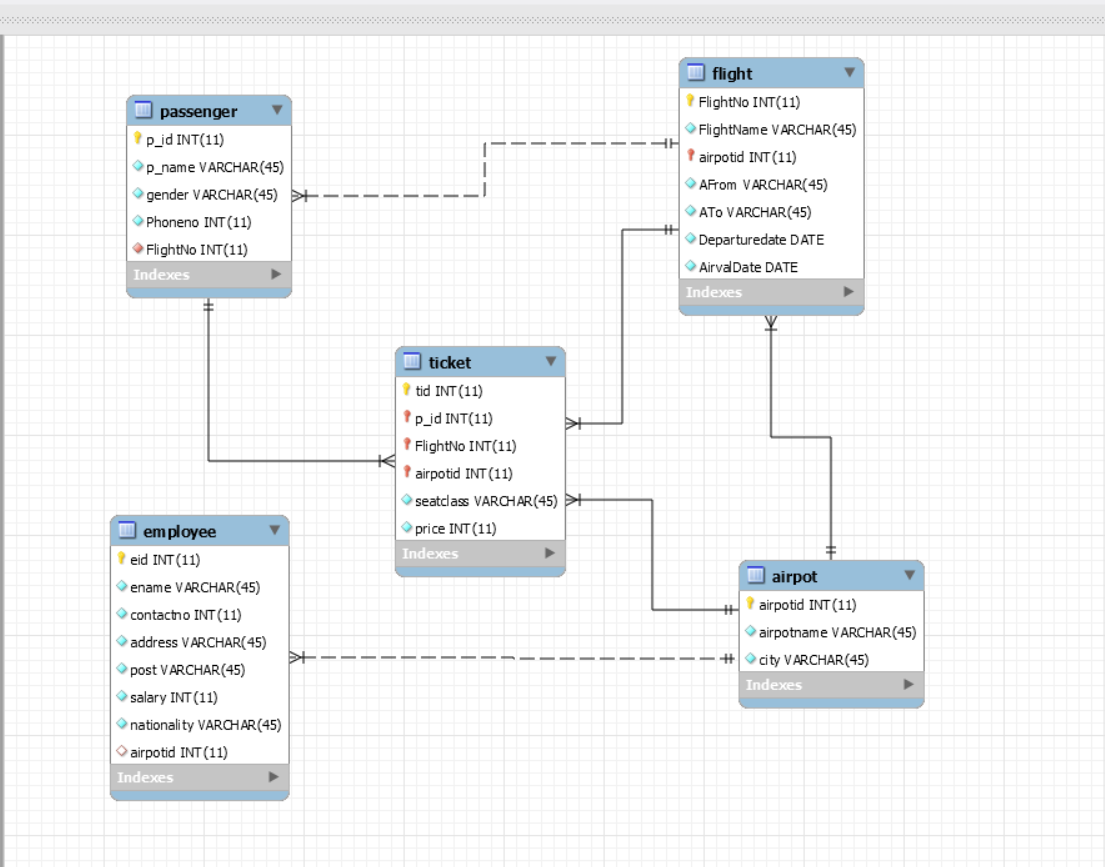 passenger
p_id INT(11)
p_name VARCHAR(45)
gender VARCHAR(45)
Phoneno INT(11)
FlightNo INT(11)
Indexes
flight
FlightNo INT(11)
FlightName VARCHAR(45)
airpotid INT(11)
AFrom VARCHAR(45)
ATo VARCHAR(45)
Departuredate DATE
AirvalDate DATE
Indexes
ticket
tid INT(11)
p_id INT(11)
FlightNo INT(11)
airpotid INT(11)
seatclass VARCHAR(45)
price INT(11)
Indexes
employee
eid INT(11)
ename VARCHAR(45)
contactno INT(11)
address VARCHAR(45)
post VARCHAR(45)
salary INT(11)
nationality VARCHAR(45)
airpotid INT(11)
Indexes
airpot
airpotid INT(11)
airpotname VARCHAR(45)
city VARCHAR(45)
Indexes